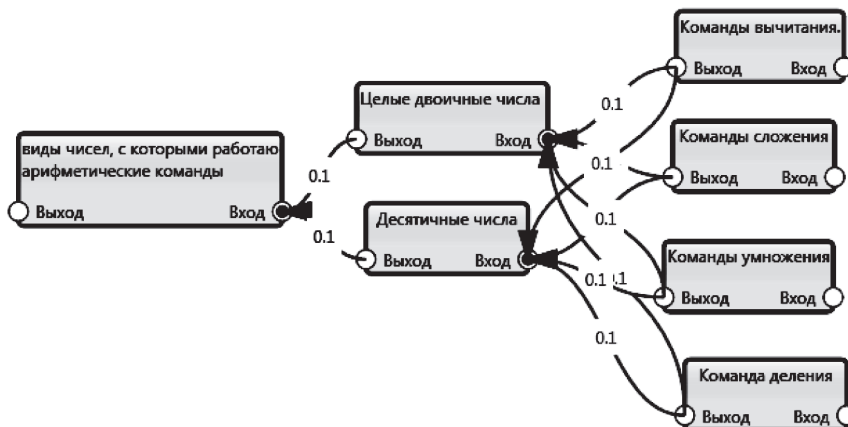 виды чисел, с которыми работаю
арифметические команды
Выход Вход
0.1
0.1
Целые двоичные числа
Выход Вход
Десятичные числа
Выход Вход
0.1
0.1
0.1
0.1
0.1
0.1
Команды вычитания.
Выход Вход
Команды сложения
Выход Вход
Команды умножения
Выход Вход
Команда деления
Выход Вход